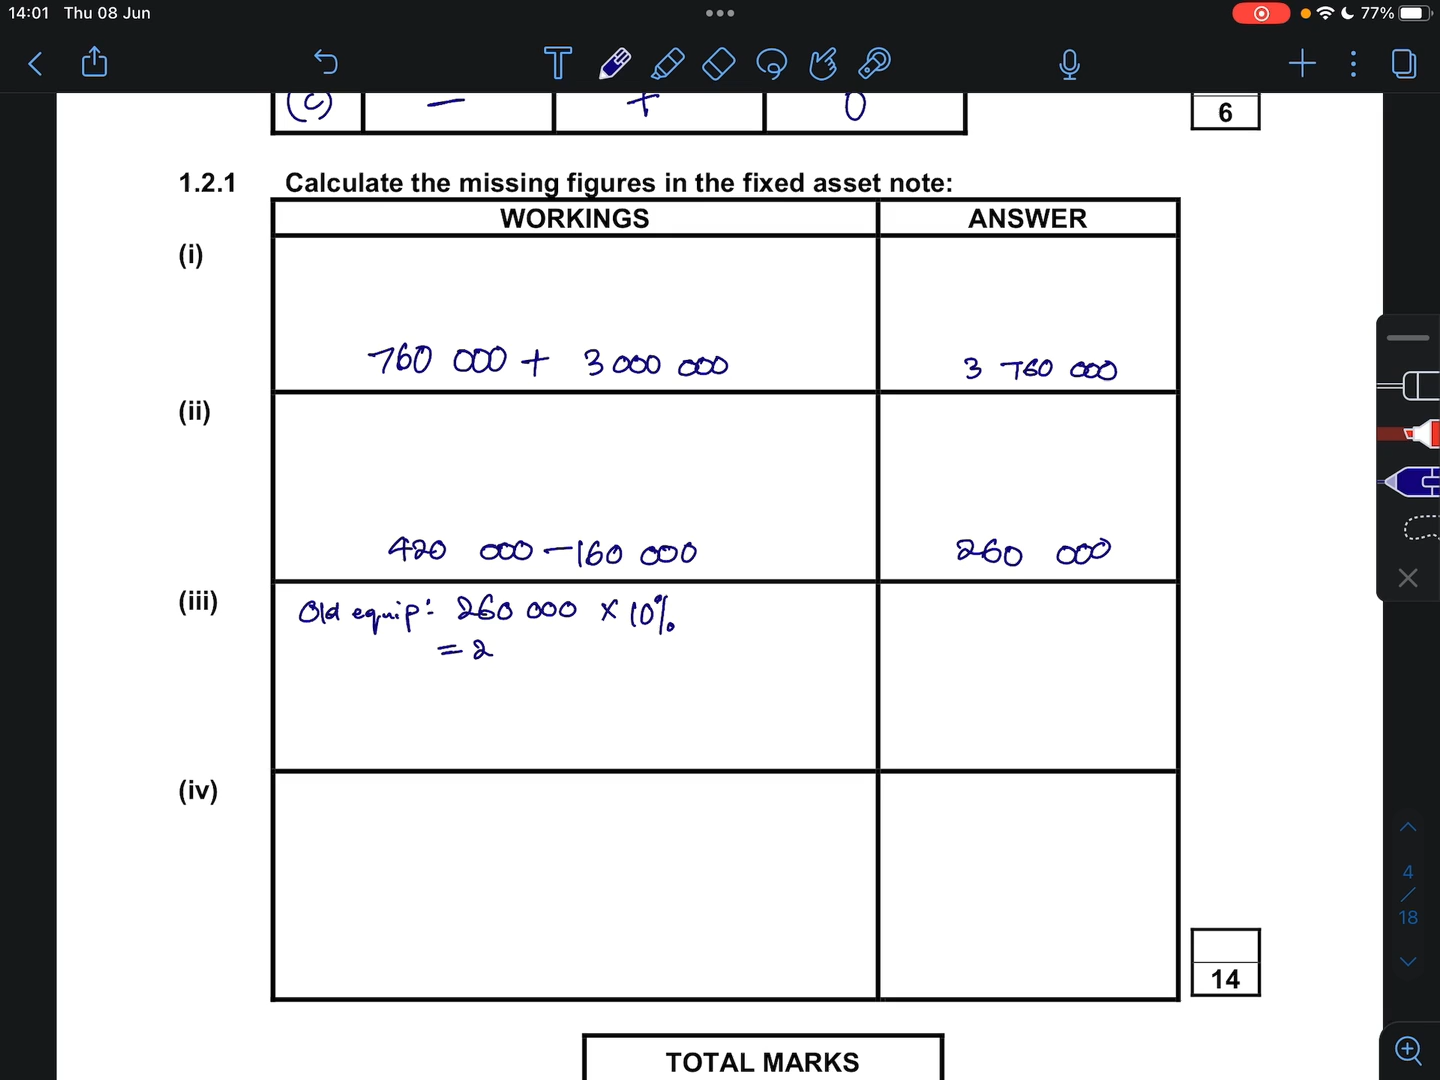 14:01 Thu 08 Jun
77%
(c) — + 0
6
1.2.1 Calculate the missing figures in the fixed asset note:
WORKINGS ANSWER
(i)
760 000 + 3 000 000 3 760 000
(ii)
420 000 - 160 000 260 000
(iii)
Old equip: 260 000 × 10%
= 2
(iv)
14
TOTAL MARKS
4
/
18